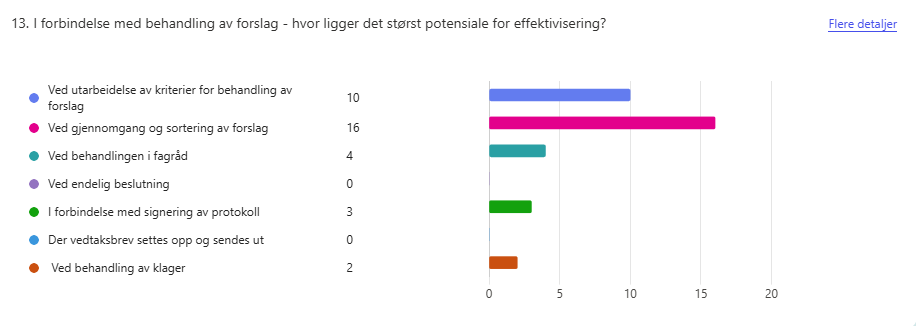 13. I forbindelse med behandling av forslag - hvor ligger det størst potensiale for effektivisering?
Flere detaljer
Ved utarbeidelse av kriterier for behandling av
forslag
10
Ved gjennomgang og sortering av forslag
16
Ved behandlingen i fagråd
4
Ved endelig beslutning
0
I forbindelse med signering av protokoll
3
Der vedtaksbrev settes opp og sendes ut
0
Ved behandling av klager
2
0 5 10 15 20